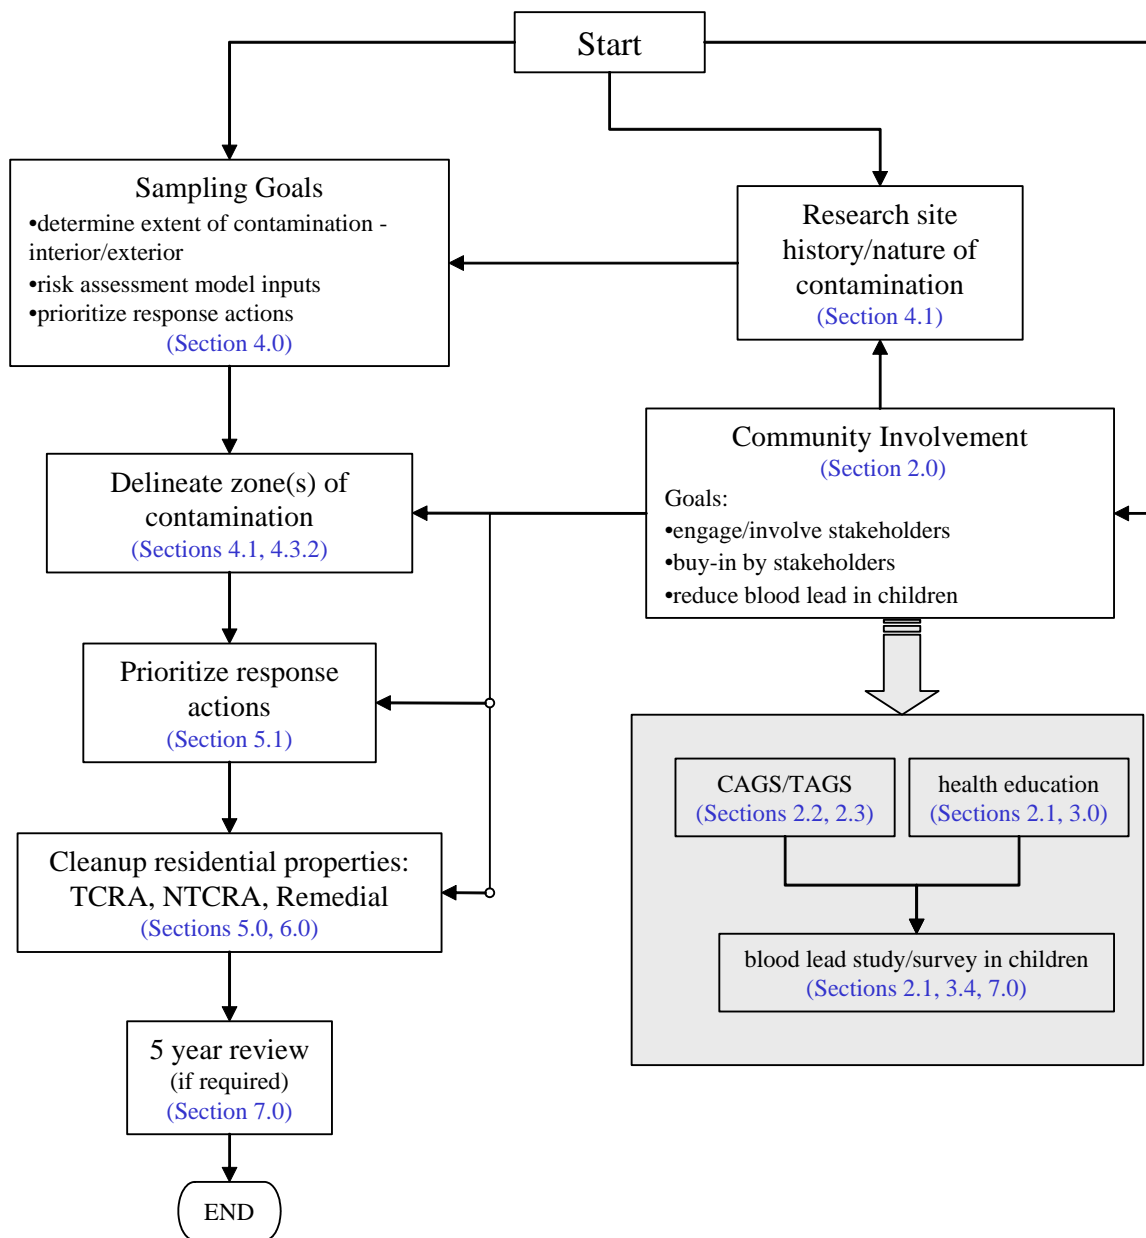 Start
Sampling Goals
•determine extent of contamination -
interior/exterior
•risk assessment model inputs
•prioritize response actions
(Section 4.0)
Research site
history/nature of
contamination
(Section 4.1)
Community Involvement
(Section 2.0)
Goals:
•engage/involve stakeholders
•buy-in by stakeholders
•reduce blood lead in children
Delineate zone(s) of
contamination
(Sections 4.1, 4.3.2)
Prioritize response
actions
(Section 5.1)
CAGS/TAGS
(Sections 2.2, 2.3)
health education
(Sections 2.1, 3.0)
Cleanup residential properties:
TCRA, NTCRA, Remedial
(Sections 5.0, 6.0)
blood lead study/survey in children
(Sections 2.1, 3.4, 7.0)
5 year review
(if required)
(Section 7.0)
END